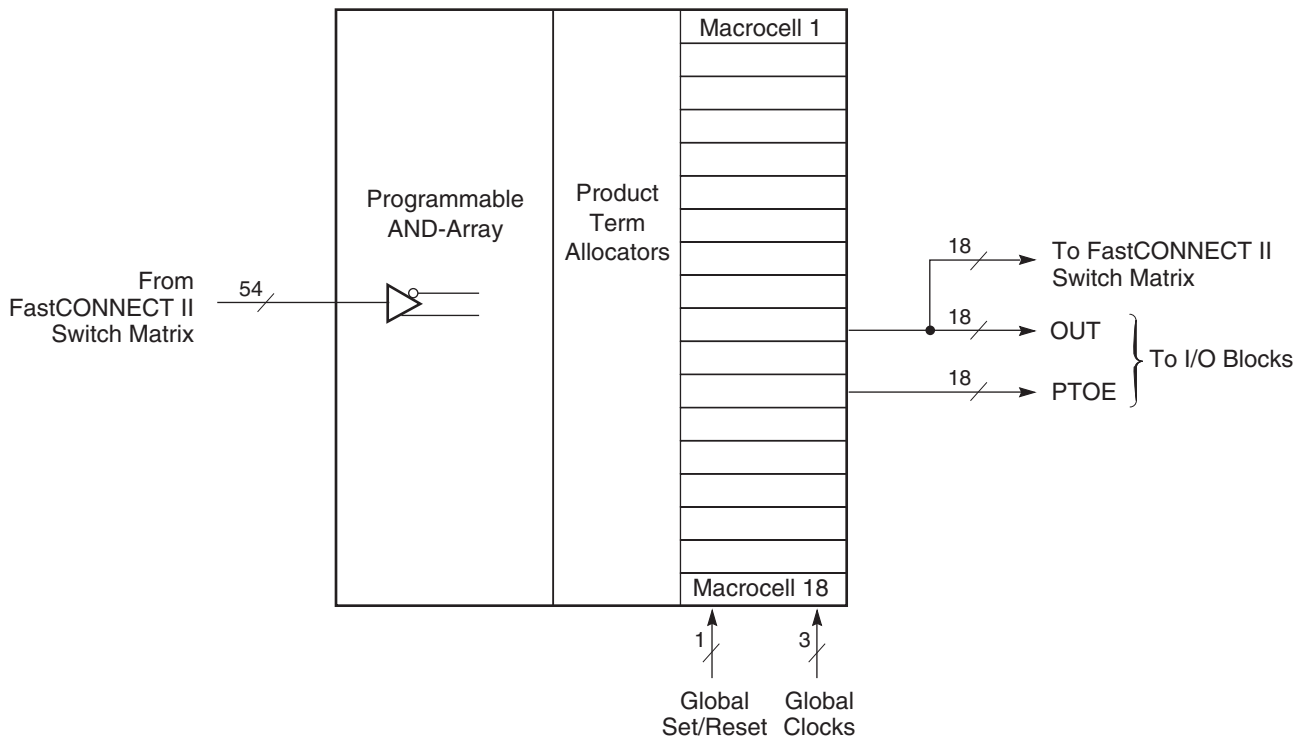 Macrocell 1
Programmable
AND-Array
Product
Term
Allocators
From
FastCONNECT II
Switch Matrix
54
18
To FastCONNECT II
Switch Matrix
18
OUT
To I/O Blocks
18
PTOE
Macrocell 18
1
3
Global
Set/Reset
Global
Clocks